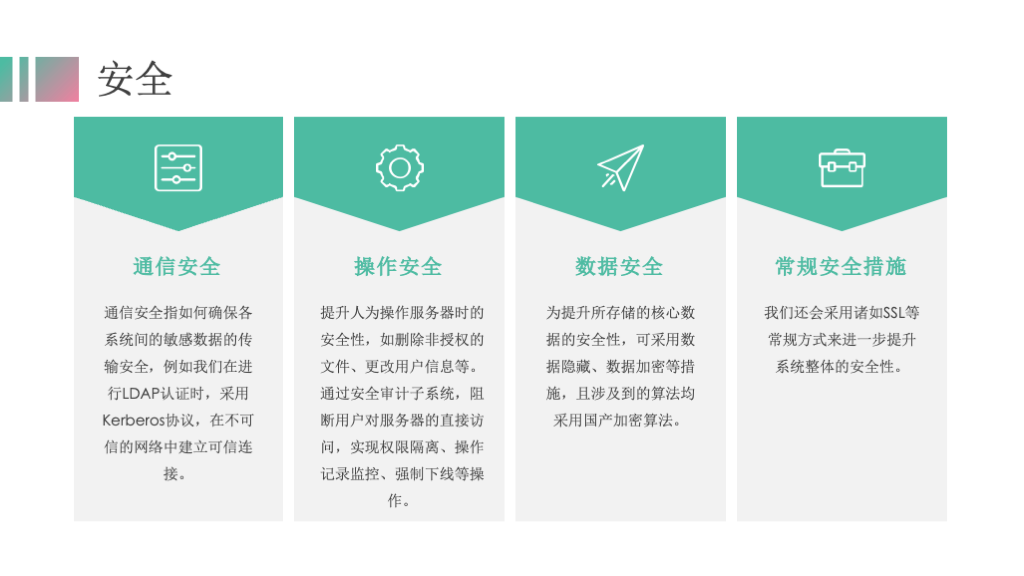 安全
通信安全
通信安全指如何确保各
系统间的敏感数据的传
输安全，例如我们在进
行LDAP认证时，采用
Kerberos协议，在不可
信的网络中建立可信连
接。
操作安全
提升人为操作服务器时的
安全性，如删除非授权的
文件、更改用户信息等。
通过安全审计子系统，阻
断用户对服务器的直接访
问，实现权限隔离、操作
记录监控、强制下线等操
作。
数据安全
为提升所存储的核心数
据的安全性，可采用数
据隐藏、数据加密等措
施，且涉及到的算法均
采用国产加密算法。
常规安全措施
我们还会采用诸如SSL等
常规方式来进一步提升
系统整体的安全性。